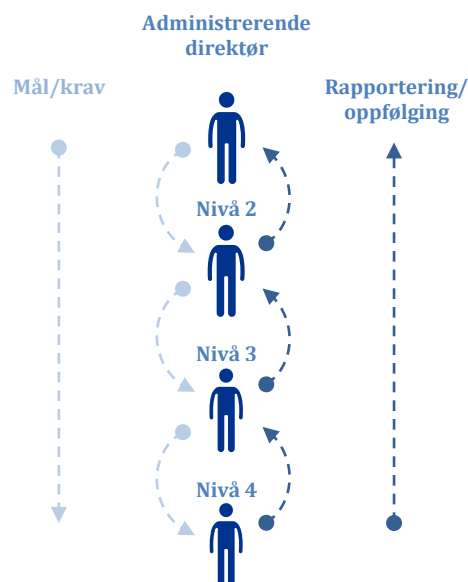 Administrerende
direktør
Mål/krav
Rapportering/
oppfølging
Nivå 2
Nivå 3
Nivå 4